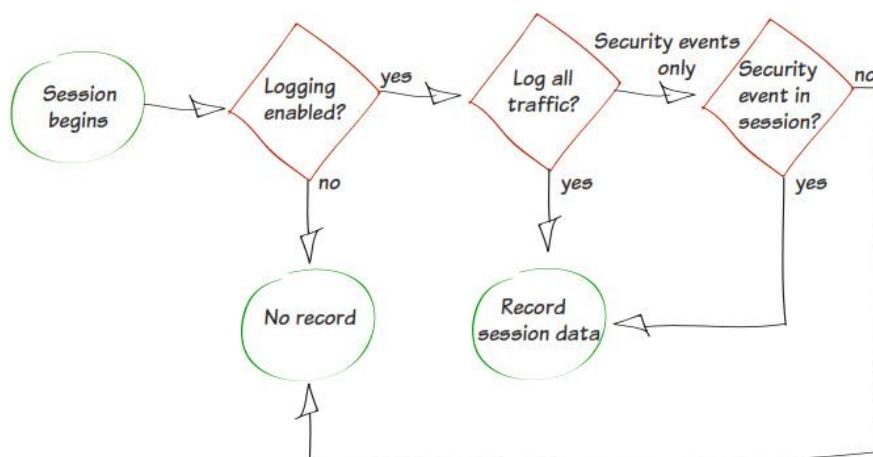 Session
begins
Logging
enabled?
yes
no
Log all
traffic?
yes
Security events
only
Security
event in
session?
no
yes
No record
Record
session data